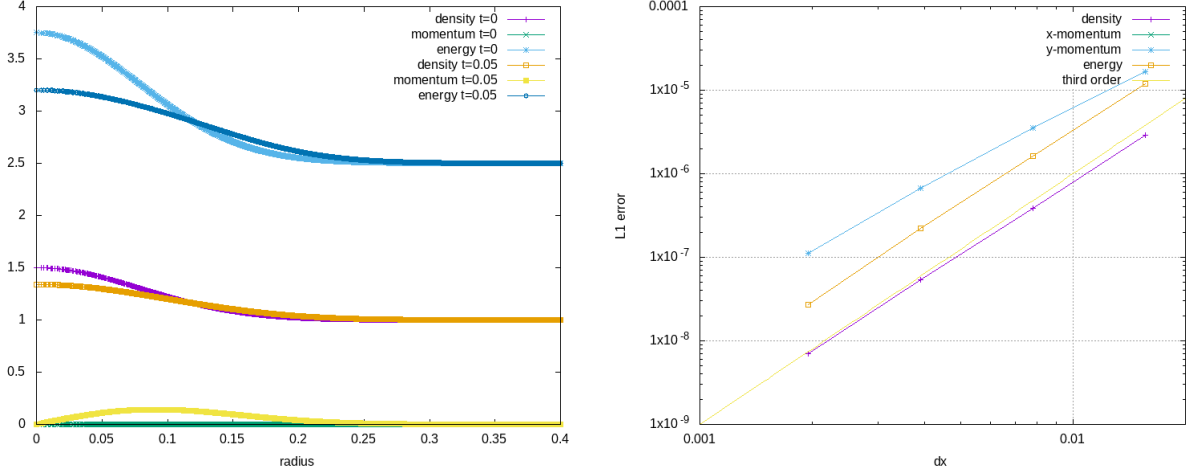 density t=0
momentum t=0
energy t=0
density t=0.05
momentum t=0.05
energy t=0.05
4
3.5
3
2.5
2
1.5
1
0.5
0
0 0.05 0.1 0.15 0.2 0.25 0.3 0.35 0.4
radius
density
x-momentum
y-momentum
energy
third order
0.0001
1x10-5
1x10-6
1x10-7
1x10-8
1x10-9
L1 error
0.001 0.01
dx